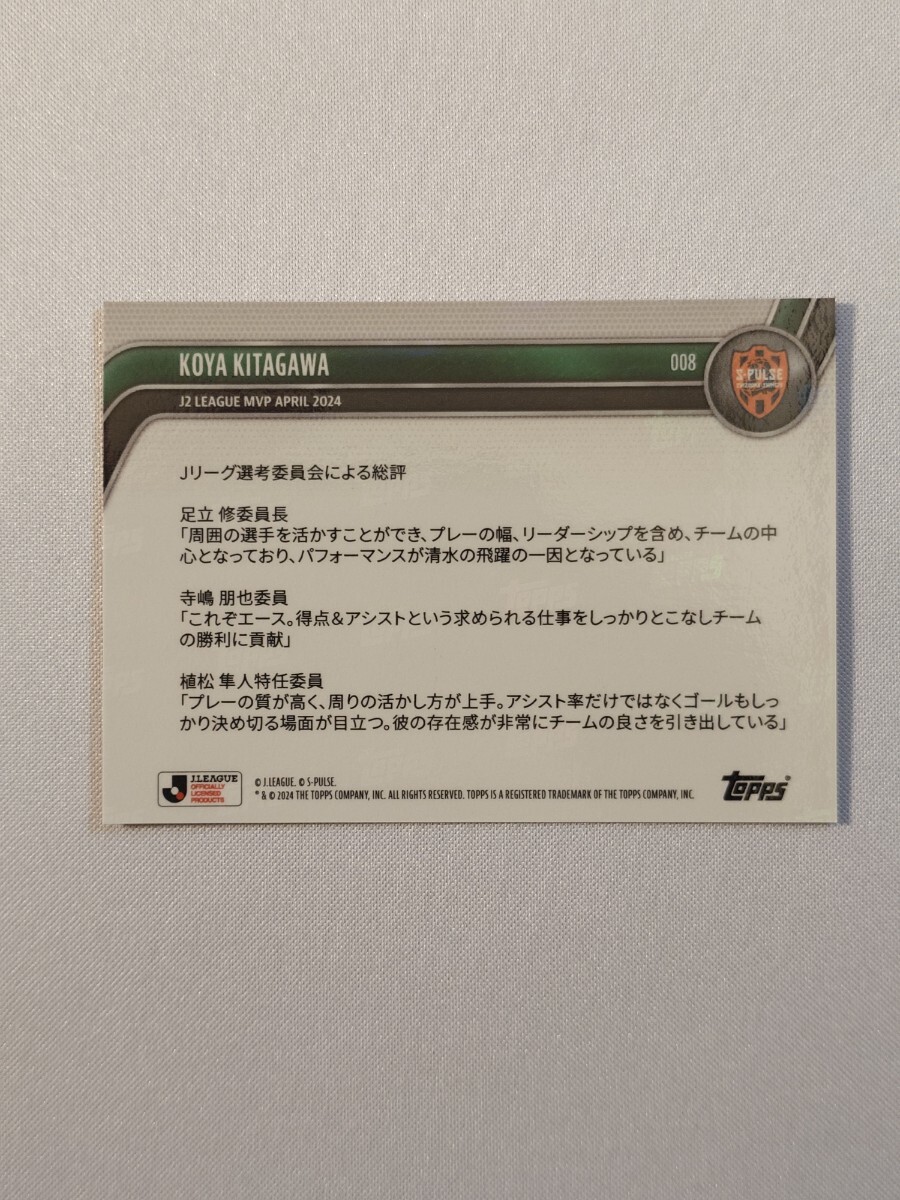 KOYA KITAGAWA
008
S-PULSE
J2 LEAGUE MVP APRIL 2024
Jリーグ選考委員会による総評
足立 修委員長
「周囲の選手を活かすことができ、プレーの幅、リーダーシップを含め、チームの中
心となっており、パフォーマンスが清水の飛躍の一因となっている」
寺嶋 朋也委員
「これぞエース。得点&アシストという求められる仕事をしっかりとこなしチーム
の勝利に貢献」
植松 隼人特任委員
「プレーの質が高く、周りの活かし方が上手。アシスト率だけではなくゴールもしっ
かり決め切る場面が目立つ。彼の存在感が非常にチームの良さを引き出している」
J.LEAGUE
OFFICIALLY
LICENSED
PRODUCTS
© J.LEAGUE. © S-PULSE.
® & © 2024 THE TOPPS COMPANY, INC. ALL RIGHTS RESERVED. TOPPS IS A REGISTERED TRADEMARK OF THE TOPPS COMPANY, INC.
Topps®